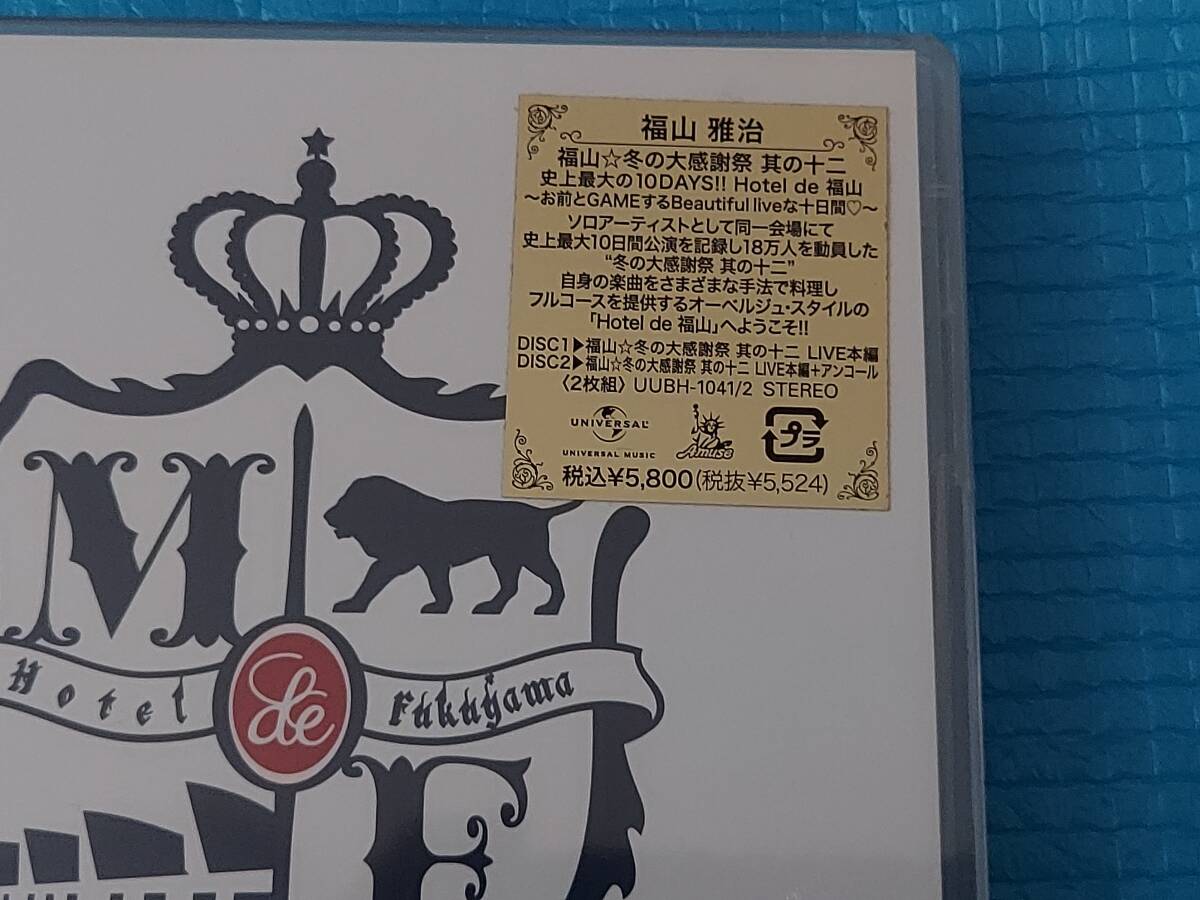 福山 雅治
福山☆冬の大感謝祭 其の十二
史上最大の10DAYS!! Hotel de 福山
～お前とGAMEするBeautiful liveな十日間♡～
ソロアーティストとして同一会場にて
史上最大10日間公演を記録し18万人を動員した
“冬の大感謝祭 其の十二”
自身の楽曲をさまざまな手法で料理し
フルコースを提供するオーベルジュ・スタイルの
「Hotel de 福山」へようこそ!!
DISC1▶福山☆冬の大感謝祭 其の十二 LIVE本編
DISC2▶福山☆冬の大感謝祭 其の十二 LIVE本編+アンコール
〈2枚組〉 UUBH-1041/2 STEREO
UNIVERSAL
UNIVERSAL MUSIC
Amuse
プラ
税込¥5,800(税抜¥5,524)
M
Hotel de Fukuyama
F